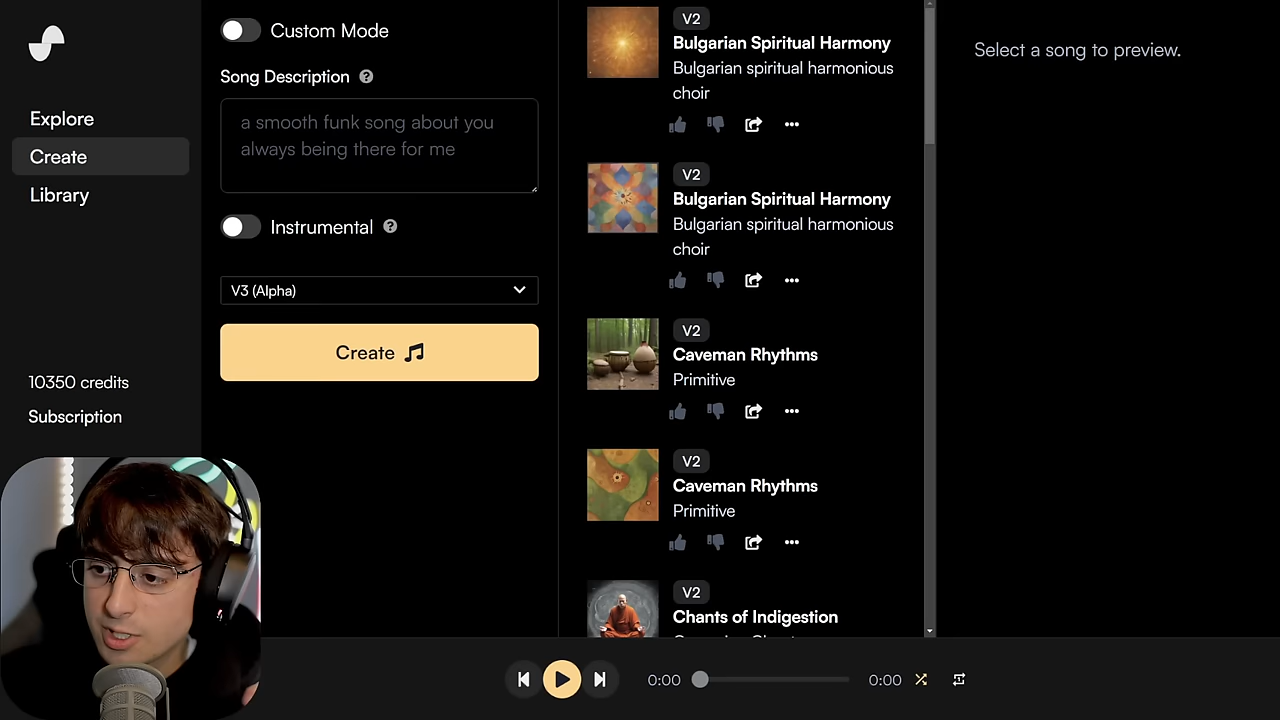 Explore
Create
Library
10350 credits
Subscription
Custom Mode
Song Description
a smooth funk song about you
always being there for me
Instrumental
V3 (Alpha)
Create
V2
Bulgarian Spiritual Harmony
Bulgarian spiritual harmonious
choir
V2
Bulgarian Spiritual Harmony
Bulgarian spiritual harmonious
choir
V2
Caveman Rhythms
Primitive
V2
Caveman Rhythms
Primitive
V2
Chants of Indigestion
Select a song to preview.
0:00
0:00